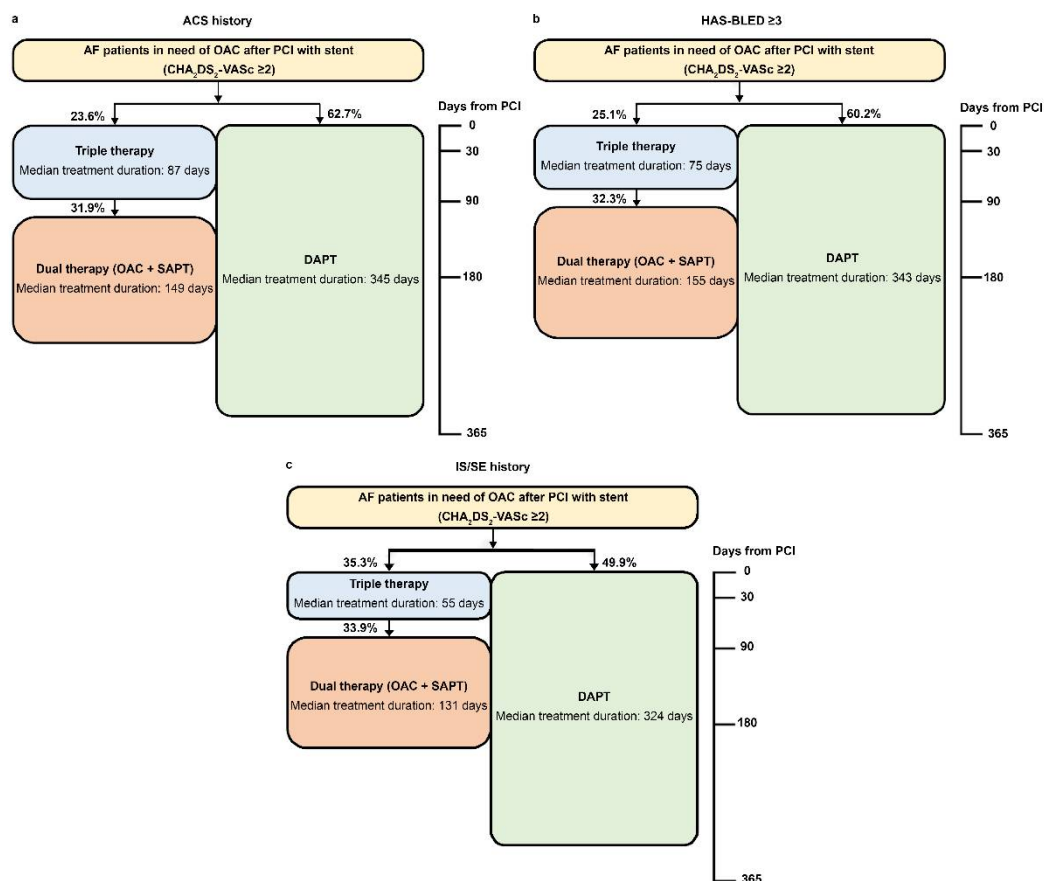 a
ACS history
AF patients in need of OAC after PCI with stent
(CHA₂DS₂-VASc ≥2)
Days from PCI
23.6%
62.7%
0
30
90
180
365
Triple therapy
Median treatment duration: 87 days
31.9%
Dual therapy (OAC + SAPT)
Median treatment duration: 149 days
DAPT
Median treatment duration: 345 days
b
HAS-BLED ≥3
AF patients in need of OAC after PCI with stent
(CHA₂DS₂-VASc ≥2)
Days from PCI
25.1%
60.2%
0
30
90
180
365
Triple therapy
Median treatment duration: 75 days
32.3%
Dual therapy (OAC + SAPT)
Median treatment duration: 155 days
DAPT
Median treatment duration: 343 days
c
IS/SE history
AF patients in need of OAC after PCI with stent
(CHA₂DS₂-VASc ≥2)
Days from PCI
35.3%
49.9%
0
30
90
180
365
Triple therapy
Median treatment duration: 55 days
33.9%
Dual therapy (OAC + SAPT)
Median treatment duration: 131 days
DAPT
Median treatment duration: 324 days